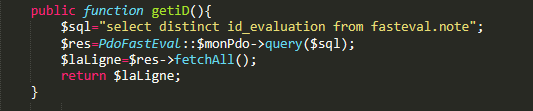 public function getiD(){
$sql="select distinct id_evaluation from fasteval.note";
$res=PdoFastEval::$monPdo->query($sql);
$laLigne=$res->fetchAll();
return $laLigne;
}